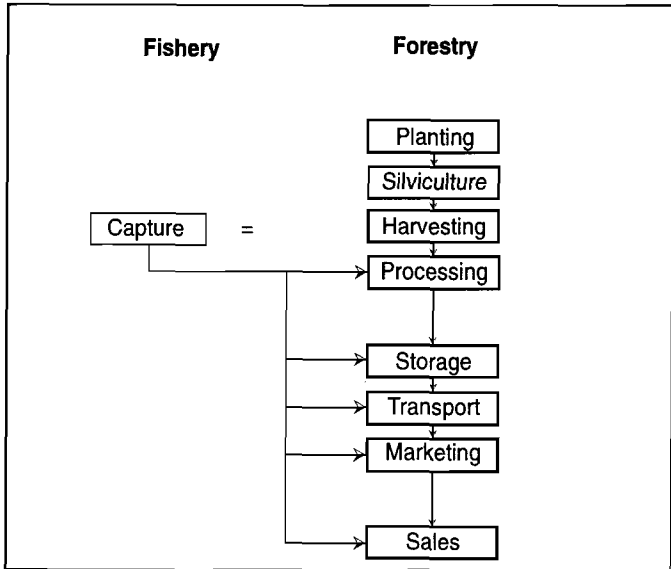 Fishery Forestry
Planting
Silviculture
Capture = Harvesting
Processing
Storage
Transport
Marketing
Sales